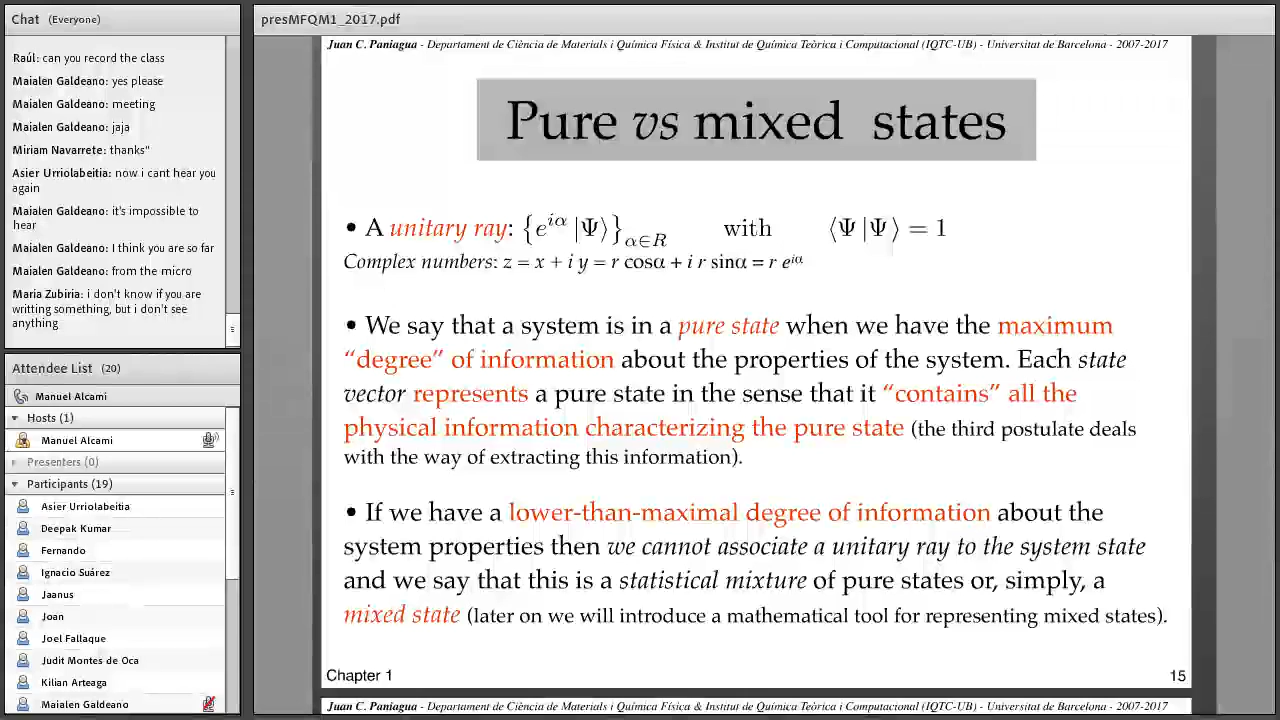 Chat (Everyone)
Raúl: can you record the class
Maialen Galdeano: yes please
Maialen Galdeano: meeting
Maialen Galdeano: jaja
Miriam Navarrete: thanks"
Asier Urriolabeitia: now i cant hear you
again
Maialen Galdeano: it's impossible to
hear
Maialen Galdeano: I think you are so far
Maialen Galdeano: from the micro
María Zubiria: i don't know if you are
writting something, but i don't see
anything
Attendee List (20)
Manuel Alcami
Hosts (1)
Manuel Alcami
Presenters (0)
Participants (19)
Asier Urriolabeitia
Deepak Kumar
Fernando
Ignacio Suárez
Jaanus
Joan
Joel Fallaque
Judit Montes de Oca
Kilian Arteaga
Maialen Galdeano
presMFQM1_2017.pdf
Juan C. Paniagua - Departament de Ciència de Materials i Química Física & Institut de Química Teòrica i Computacional (IQTC-UB) - Universitat de Barcelona - 2007-2017
Pure vs mixed states
• A unitary ray: {e^{iα} |Ψ⟩}_{α∈R} with ⟨Ψ|Ψ⟩ = 1
Complex numbers: z = x + i y = r cosα + i r sinα = r e^{iα}
• We say that a system is in a pure state when we have the maximum
“degree” of information about the properties of the system. Each state
vector represents a pure state in the sense that it “contains” all the
physical information characterizing the pure state (the third postulate deals
with the way of extracting this information).
• If we have a lower-than-maximal degree of information about the
system properties then we cannot associate a unitary ray to the system state
and we say that this is a statistical mixture of pure states or, simply, a
mixed state (later on we will introduce a mathematical tool for representing mixed states).
Chapter 1 15
Juan C. Paniagua - Departament de Ciència de Materials i Química Física & Institut de Química Teòrica i Computacional (IQTC-UB) - Universitat de Barcelona - 2007-2017